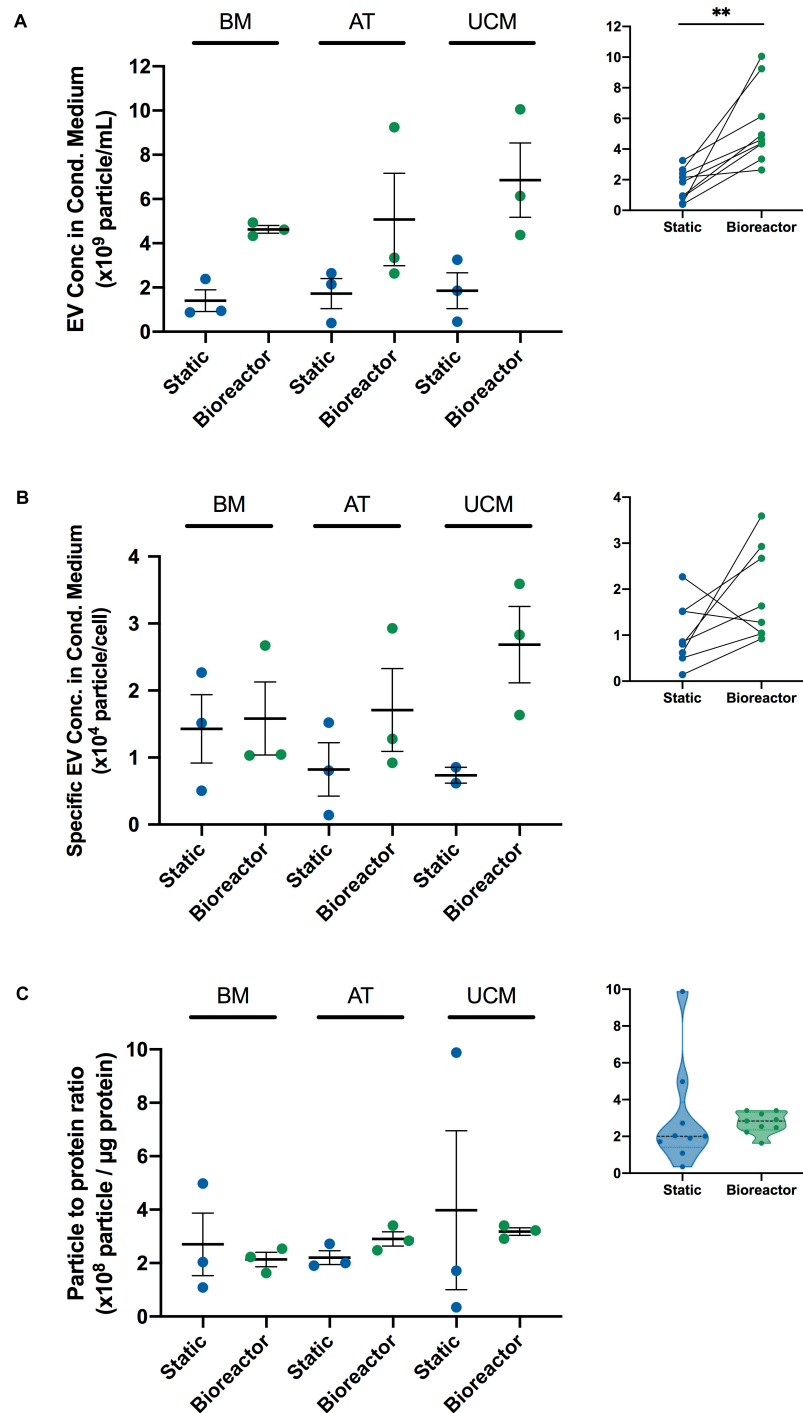 A
BM
AT
UCM
EV Conc in Cond. Medium
(x10⁹ particle/mL)
12
10
8
6
4
2
0
Static
Bioreactor
Static
Bioreactor
Static
Bioreactor
**
12
10
8
6
4
2
0
Static
Bioreactor
B
BM
AT
UCM
Specific EV Conc. in Cond. Medium
(x10⁴ particle/cell)
4
3
2
1
0
Static
Bioreactor
Static
Bioreactor
Static
Bioreactor
4
3
2
1
0
Static
Bioreactor
C
BM
AT
UCM
Particle to protein ratio
(x10⁸ particle / µg protein)
10
8
6
4
2
0
Static
Bioreactor
Static
Bioreactor
Static
Bioreactor
10
8
6
4
2
0
Static
Bioreactor